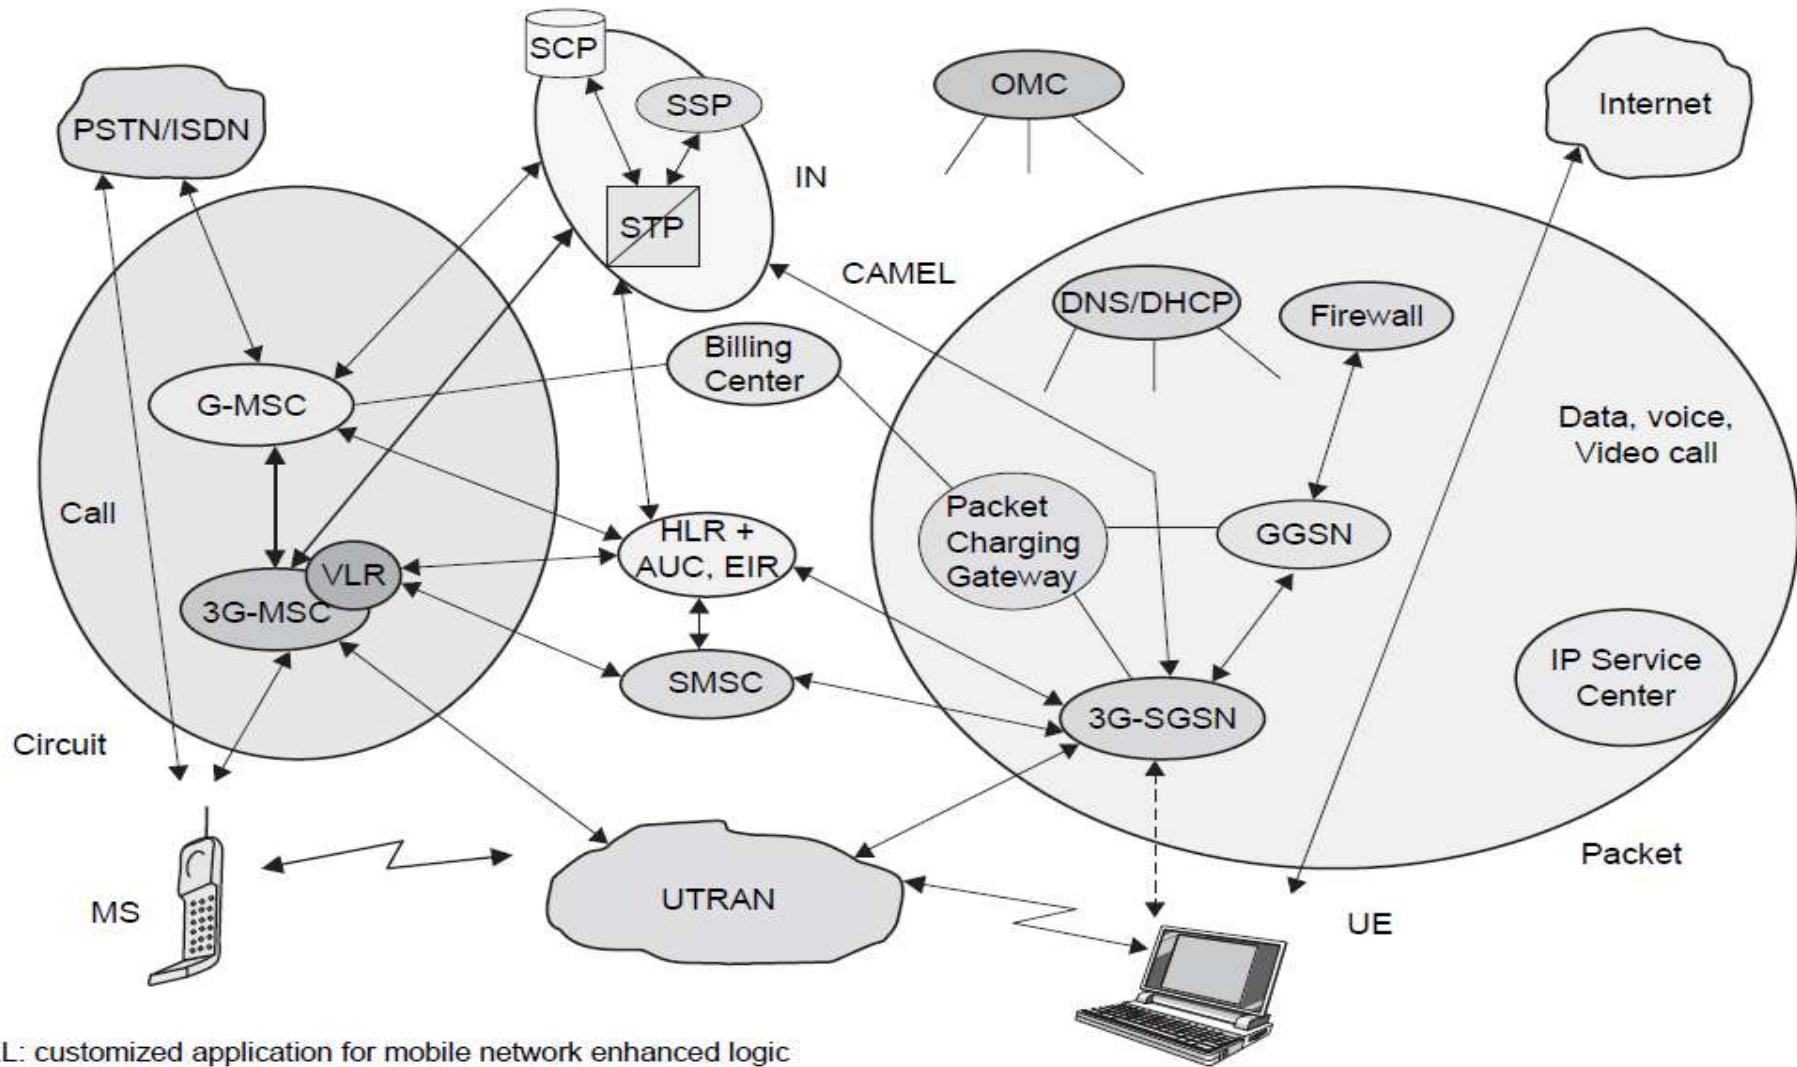 SCP
SSP
STP
IN
OMC
Internet
PSTN/ISDN
CAMEL
DNS/DHCP
Firewall
Billing
Center
G-MSC
Data, voice,
Video call
Call
Packet
Charging
Gateway
GGSN
HLR +
AUC, EIR
VLR
3G-MSC
SMSC
3G-SGSN
IP Service
Center
Circuit
Packet
UTRAN
MS
UE
L: customized application for mobile network enhanced logic